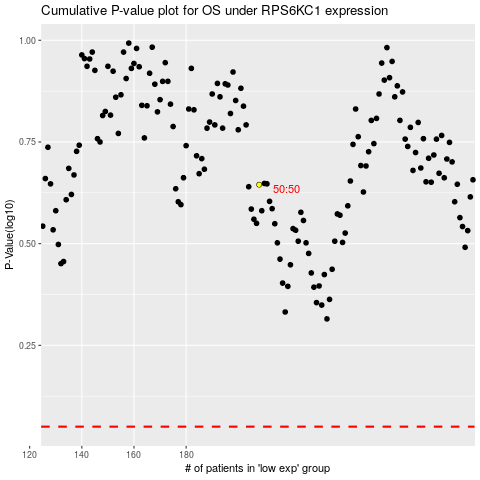 Cumulative P-value plot for OS under RPS6KC1 expression
P-Value(log10)
1.00
0.75
0.50
0.25
50:50
120 140 160 180
# of patients in 'low exp' group